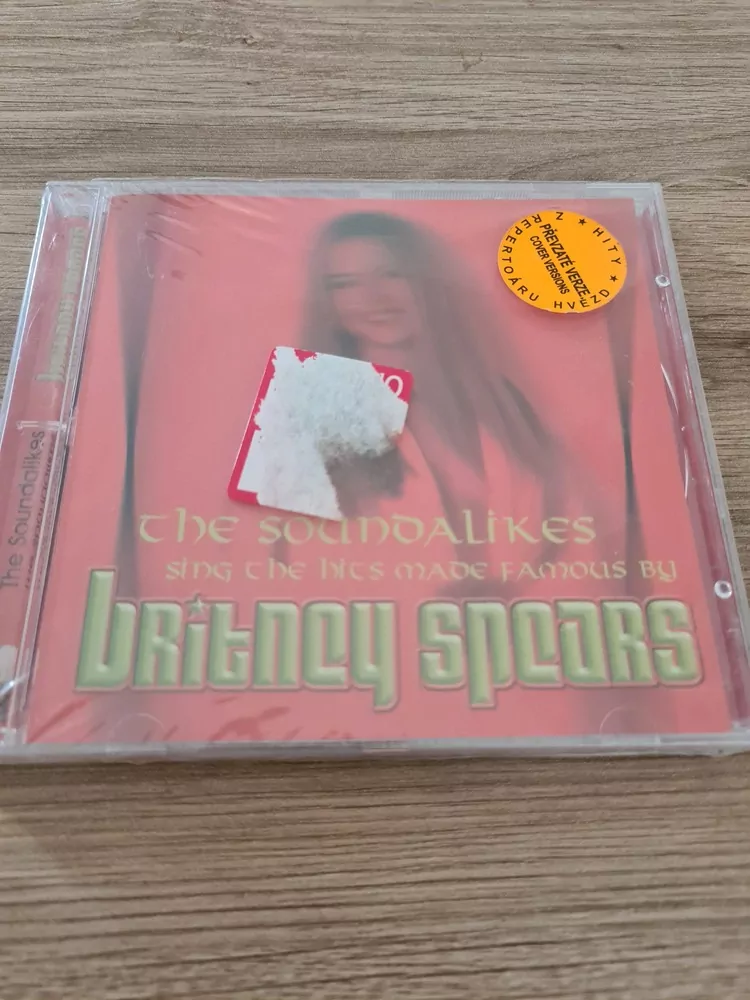 ★ HITY ★
Z REPERTOÁRU HVĚZD
PŘEVZATÉ VERZE
COVER VERSIONS
10
The Soundalikes
sing the hits made famous by
britney spears
The Soundalikes